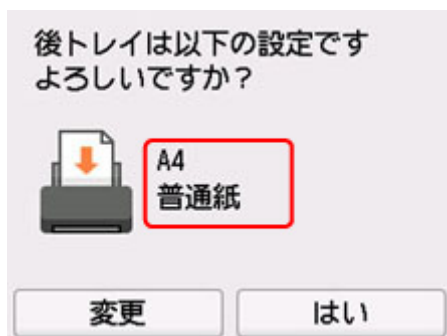 後トレイは以下の設定です
よろしいですか？
A4
普通紙
変更
はい